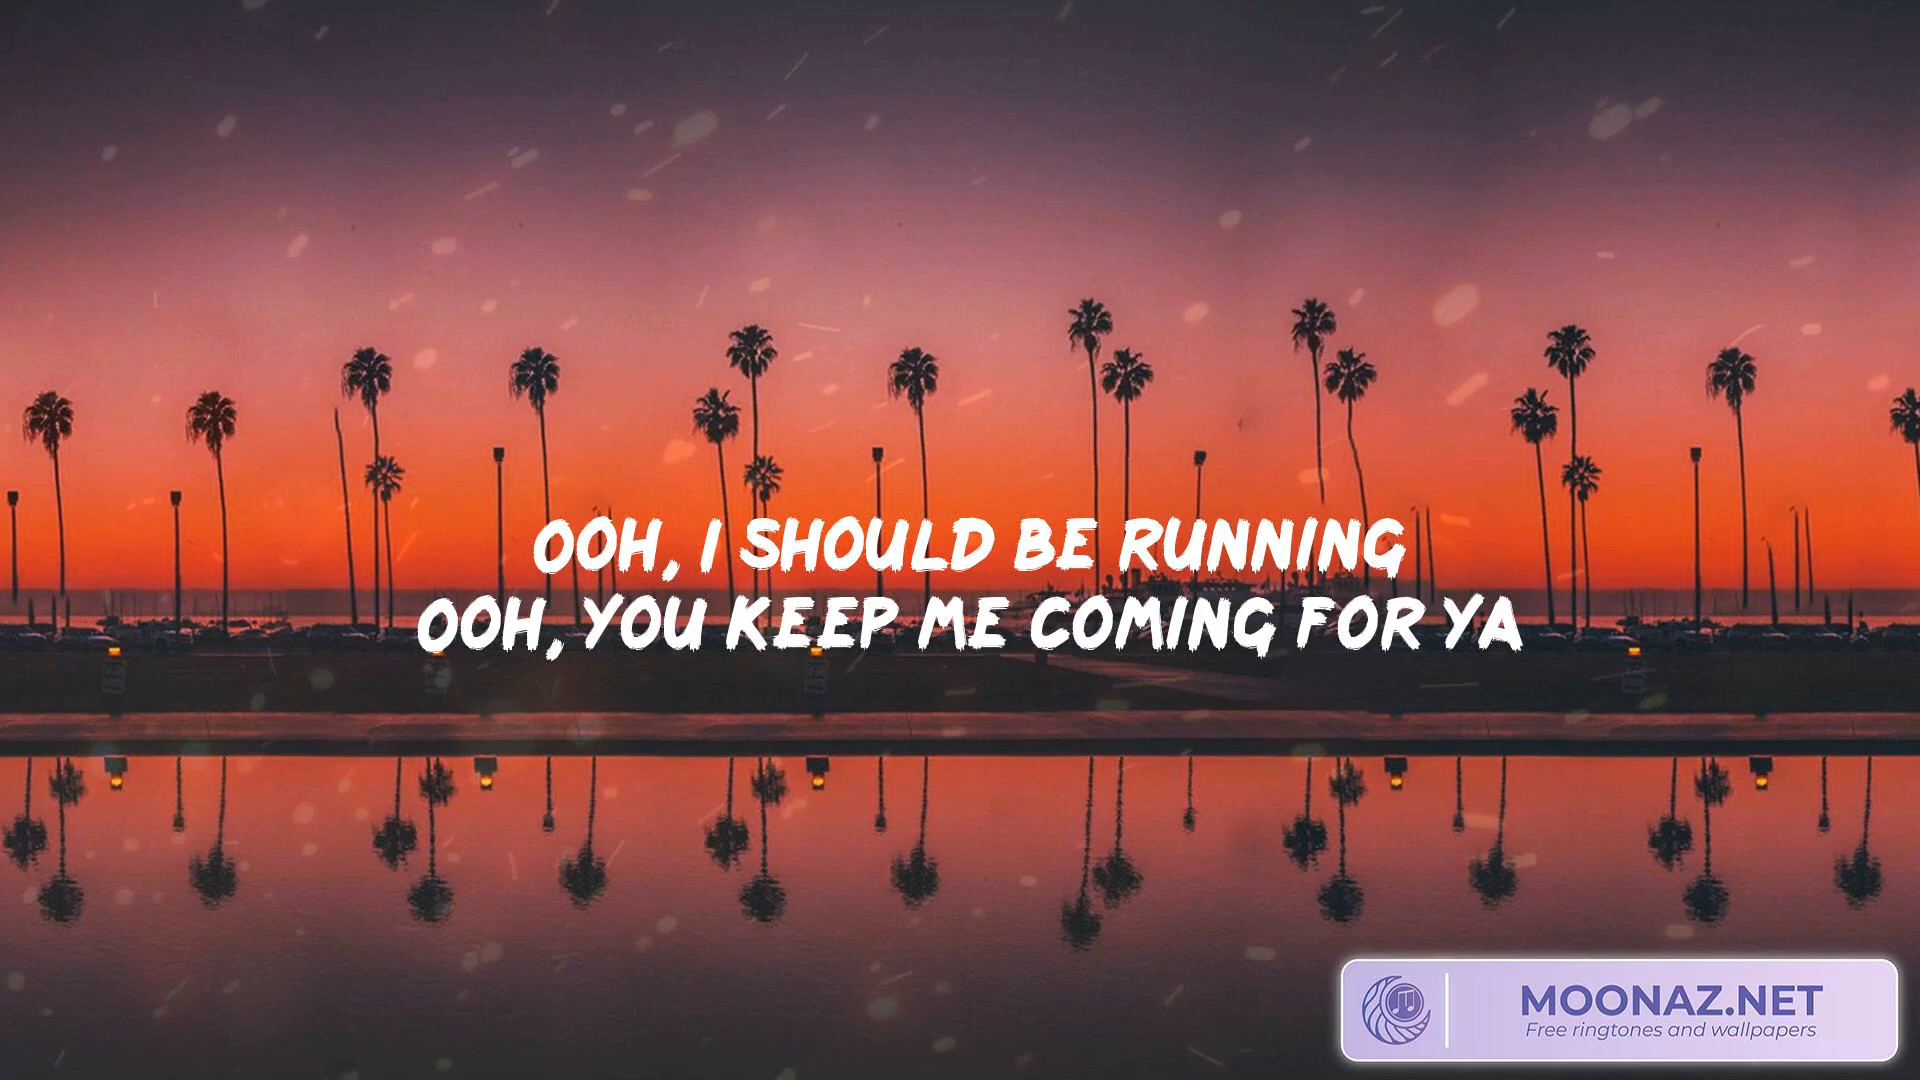 OOH, I SHOULD BE RUNNING
OOH, YOU KEEP ME COMING FOR YA
MOONAZ.NET
Free ringtones and wallpapers